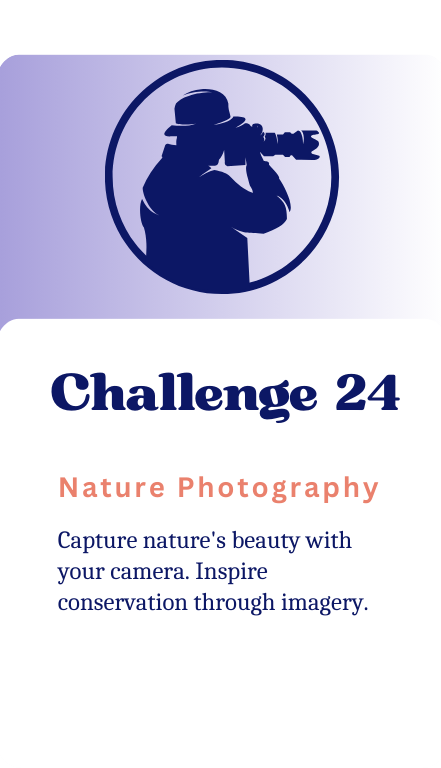 Challenge 24
Nature Photography
Capture nature's beauty with
your camera. Inspire
conservation through imagery.